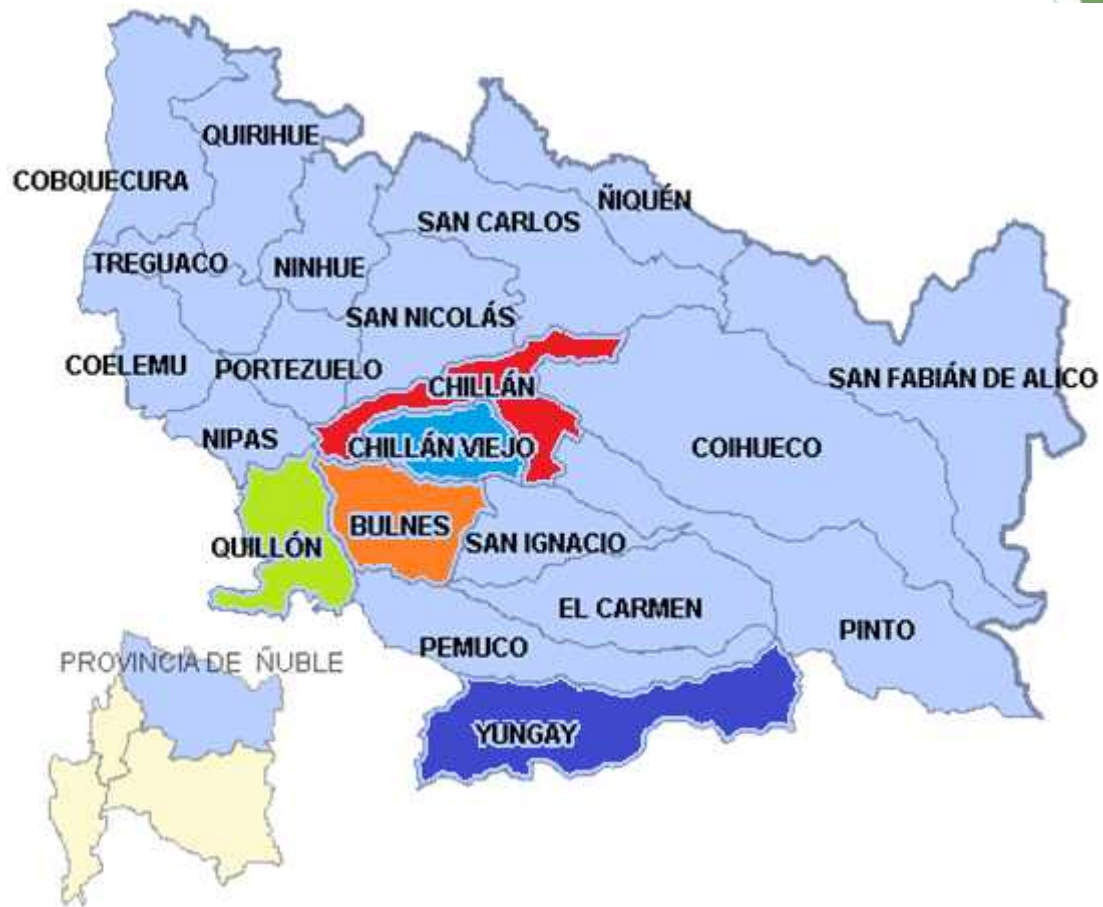 QUIRIHUE
COBQUECURA
ÑIQUÉN
SAN CARLOS
TREGUACO
NINHUE
SAN NICOLÁS
COELEMU
PORTEZUELO
CHILLÁN
SAN FABIÁN DE ALICO
NIPAS
CHILLÁN VIEJO
COIHUECO
BULNES
QUILLÓN
SAN IGNACIO
EL CARMEN
PINTO
PEMUCO
PROVINCIA DE ÑUBLE
YUNGAY